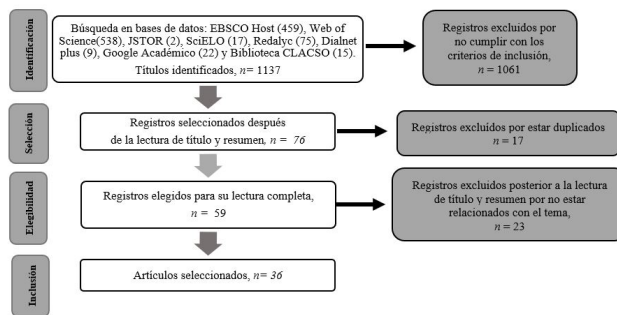 Identificación
Búsqueda en bases de datos: EBSCO Host (459), Web of
Science(538), JSTOR (2), SciELO (17), Redalyc (75), Dialnet
plus (9), Google Académico (22) y Biblioteca CLACSO (15).
Títulos identificados, n= 1137
Registros excluidos por
no cumplir con los
criterios de inclusión,
n = 1061
Selección
Registros seleccionados después
de la lectura de título y resumen, n = 76
Registros excluídos por estar duplicados
n = 17
Elegibilidad
Registros elegidos para su lectura completa,
n = 59
Registros excluidos posterior a la lectura
de título y resumen por no estar
relacionados con el tema,
n = 23
Inclusión
Artículos seleccionados, n= 36